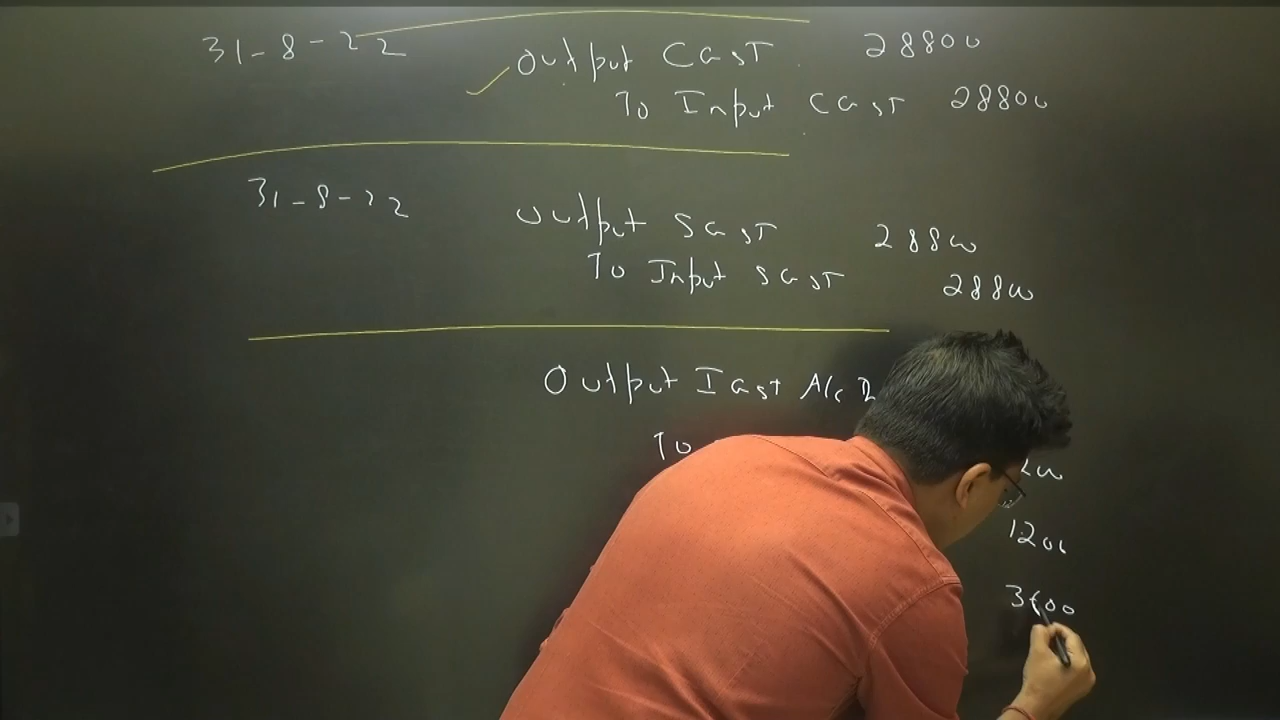 31-8-22 Output CGST 28800
To Input CGST 28800
31-8-22 Output SGST 28800
To Input SGST 28800
Output IGST A/c
To
1200
3600